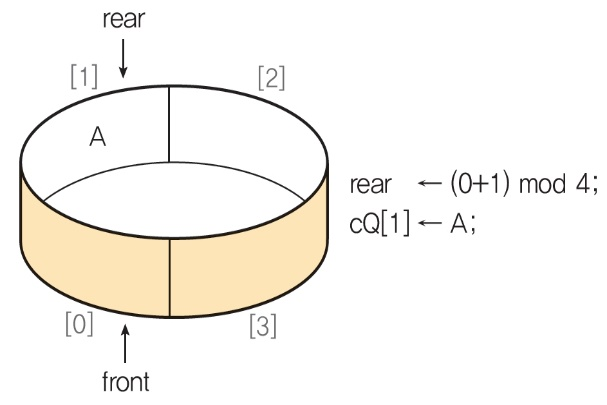 rear
[1]
[2]
A
rear ← (0+1) mod 4;
cQ[1] ← A;
[0]
[3]
front